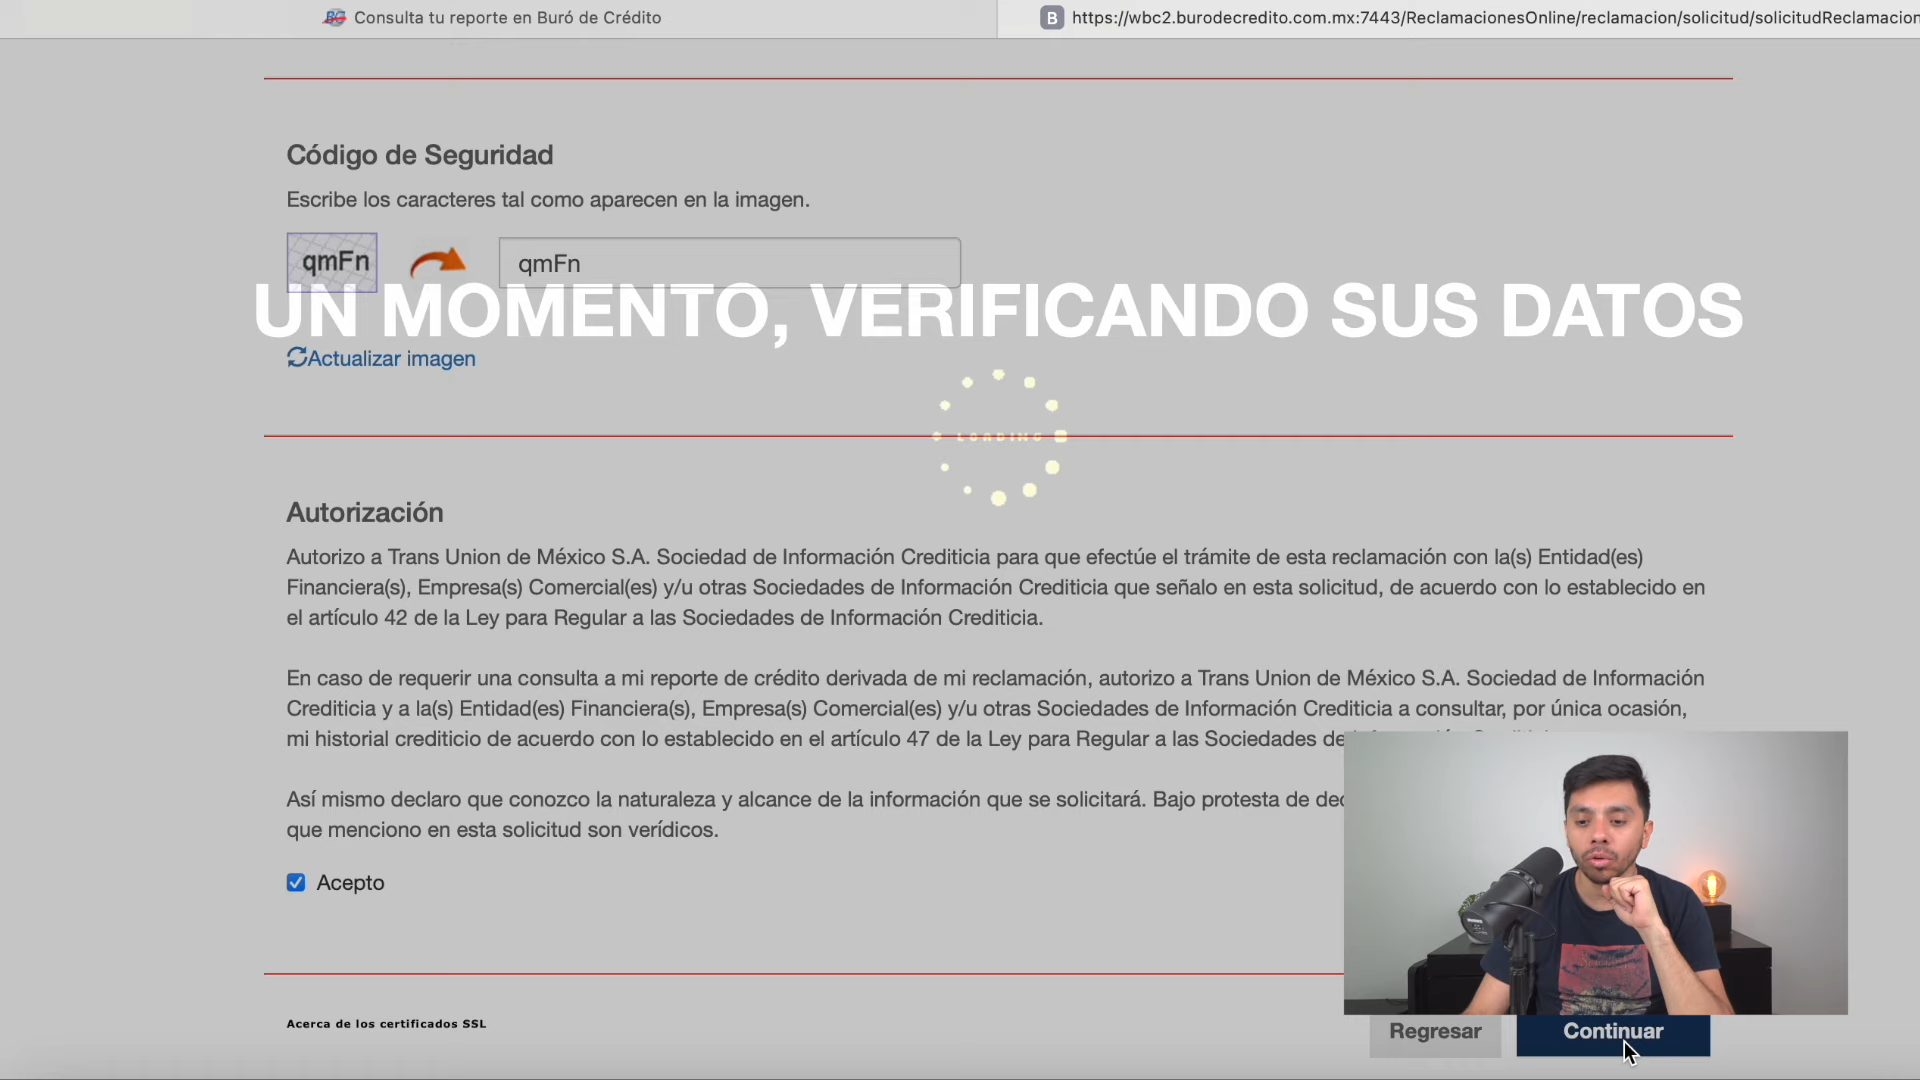 Consulta tu reporte en Buró de Crédito
B https://wbc2.burodecredito.com.mx:7443/ReclamacionesOnline/reclamacion/solicitud/solicitudReclamacion
Código de Seguridad
Escribe los caracteres tal como aparecen en la imagen.
qmFn
qmFn
UN MOMENTO, VERIFICANDO SUS DATOS
Actualizar imagen
LOADING
Autorización
Autorizo a Trans Union de México S.A. Sociedad de Información Crediticia para que efectúe el trámite de esta reclamación con la(s) Entidad(es)
Financiera(s), Empresa(s) Comercial(es) y/u otras Sociedades de Información Crediticia que señalo en esta solicitud, de acuerdo con lo establecido en
el artículo 42 de la Ley para Regular a las Sociedades de Información Crediticia.
En caso de requerir una consulta a mi reporte de crédito derivada de mi reclamación, autorizo a Trans Union de México S.A. Sociedad de Información
Crediticia y a la(s) Entidad(es) Financiera(s), Empresa(s) Comercial(es) y/u otras Sociedades de Información Crediticia a consultar, por única ocasión,
mi historial crediticio de acuerdo con lo establecido en el artículo 47 de la Ley para Regular a las Sociedades de
Así mismo declaro que conozco la naturaleza y alcance de la información que se solicitará. Bajo protesta de dec
que menciono en esta solicitud son verídicos.
Acepto
Acerca de los certificados SSL
Regresar
Continuar